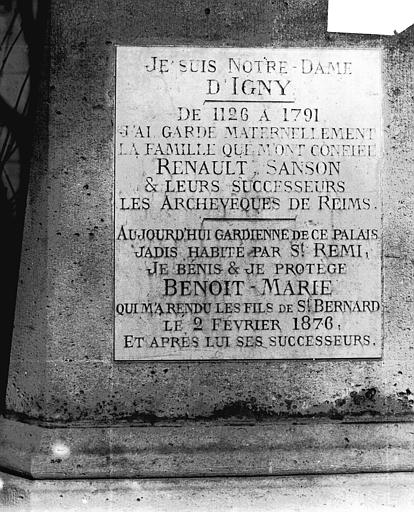 JE SUIS NOTRE-DAME
D'IGNY
DE 1126 A 1791
J'AI GARDÉ MATERNELLEMENT
LA FAMILLE QUE M'ONT CONFIÉE
RENAULT, SANSON
& LEURS SUCCESSEURS
LES ARCHEVÊQUES DE REIMS.
AUJOURD'HUI GARDIENNE DE CE PALAIS
JADIS HABITÉ PAR ST REMI,
JE BÉNIS & JE PROTÈGE
BENOIT-MARIE
QUI M'A RENDU LES FILS DE ST BERNARD
LE 2 FÉVRIER 1876,
ET APRÈS LUI SES SUCCESSEURS.